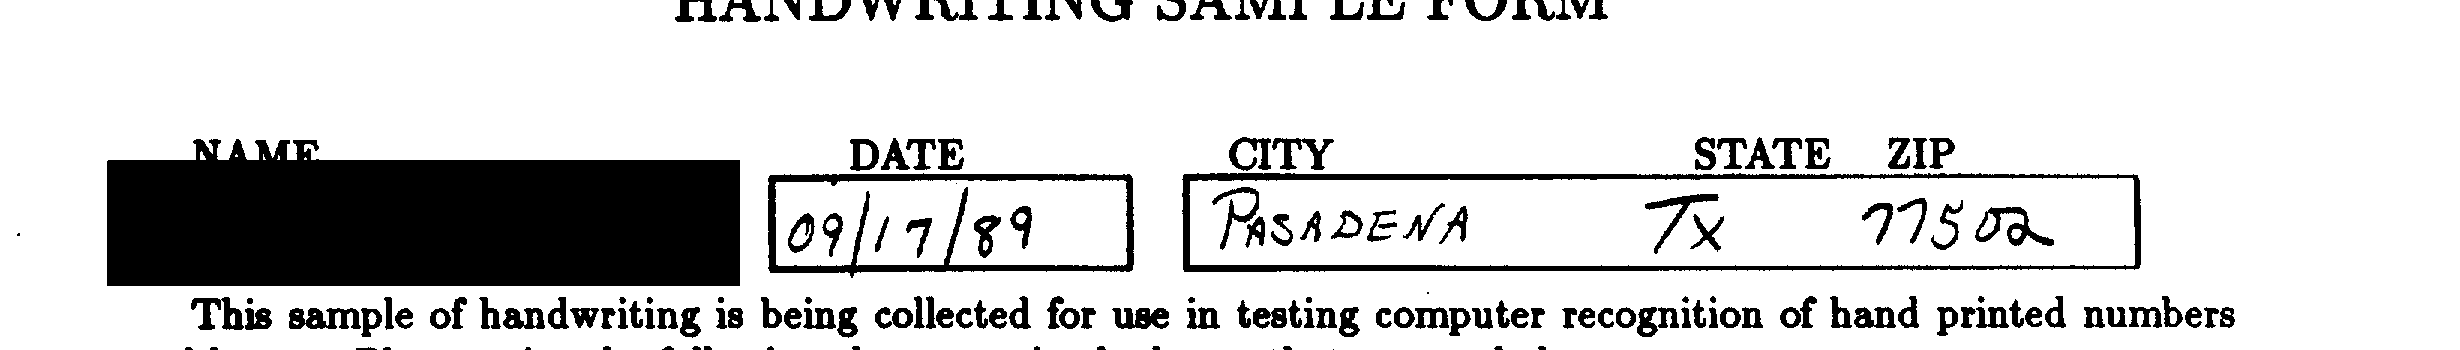 HANDWRITING SAMPLE FORM
NAME DATE CITY STATE ZIP
09/17/89 PASADENA TX 77502
This sample of handwriting is being collected for use in testing computer recognition of hand printed numbers